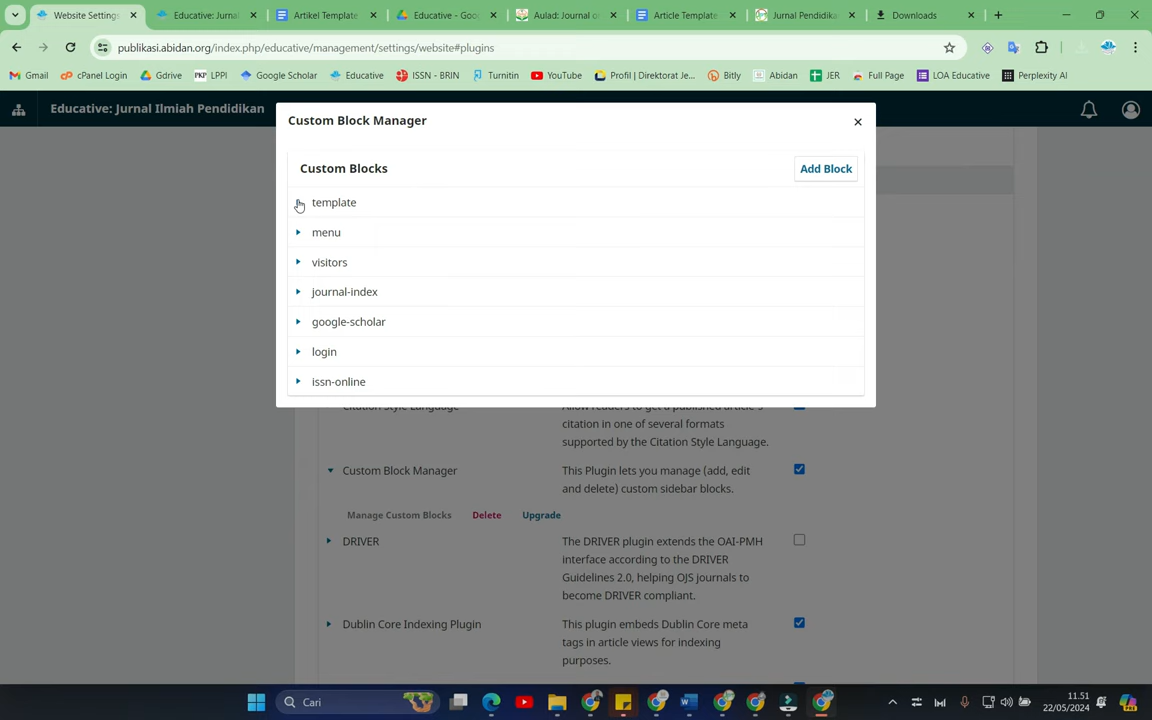 Website Settings
Educative: Jurnal
Artikel Template
Educative - Goo
Aulad: Journal o
Article Template
Jurnal Pendidika
Downloads
publikasi.abidan.org/index.php/educative/management/settings/website#plugins
Gmail
cPanel Login
Gdrive
PKP LPPI
Google Scholar
Educative
ISSN - BRIN
Turnitin
YouTube
Profil | Direktorat Je...
Bitly
Abidan
JER
Full Page
LOA Educative
Perplexity AI
Educative: Jurnal Ilmiah Pendidikan
Custom Block Manager
Custom Blocks
Add Block
template
menu
visitors
journal-index
google-scholar
login
issn-online
Citation Style Language
Allow readers to get a published article's
citation in one of several formats
supported by the Citation Style Language.
Custom Block Manager
This Plugin lets you manage (add, edit
and delete) custom sidebar blocks.
Manage Custom Blocks Delete Upgrade
DRIVER
The DRIVER plugin extends the OAI-PMH
interface according to the DRIVER
Guidelines 2.0, helping OJS journals to
become DRIVER compliant.
Dublin Core Indexing Plugin
This plugin embeds Dublin Core meta
tags in article views for indexing
purposes.
Cari
11.51
22/05/2024